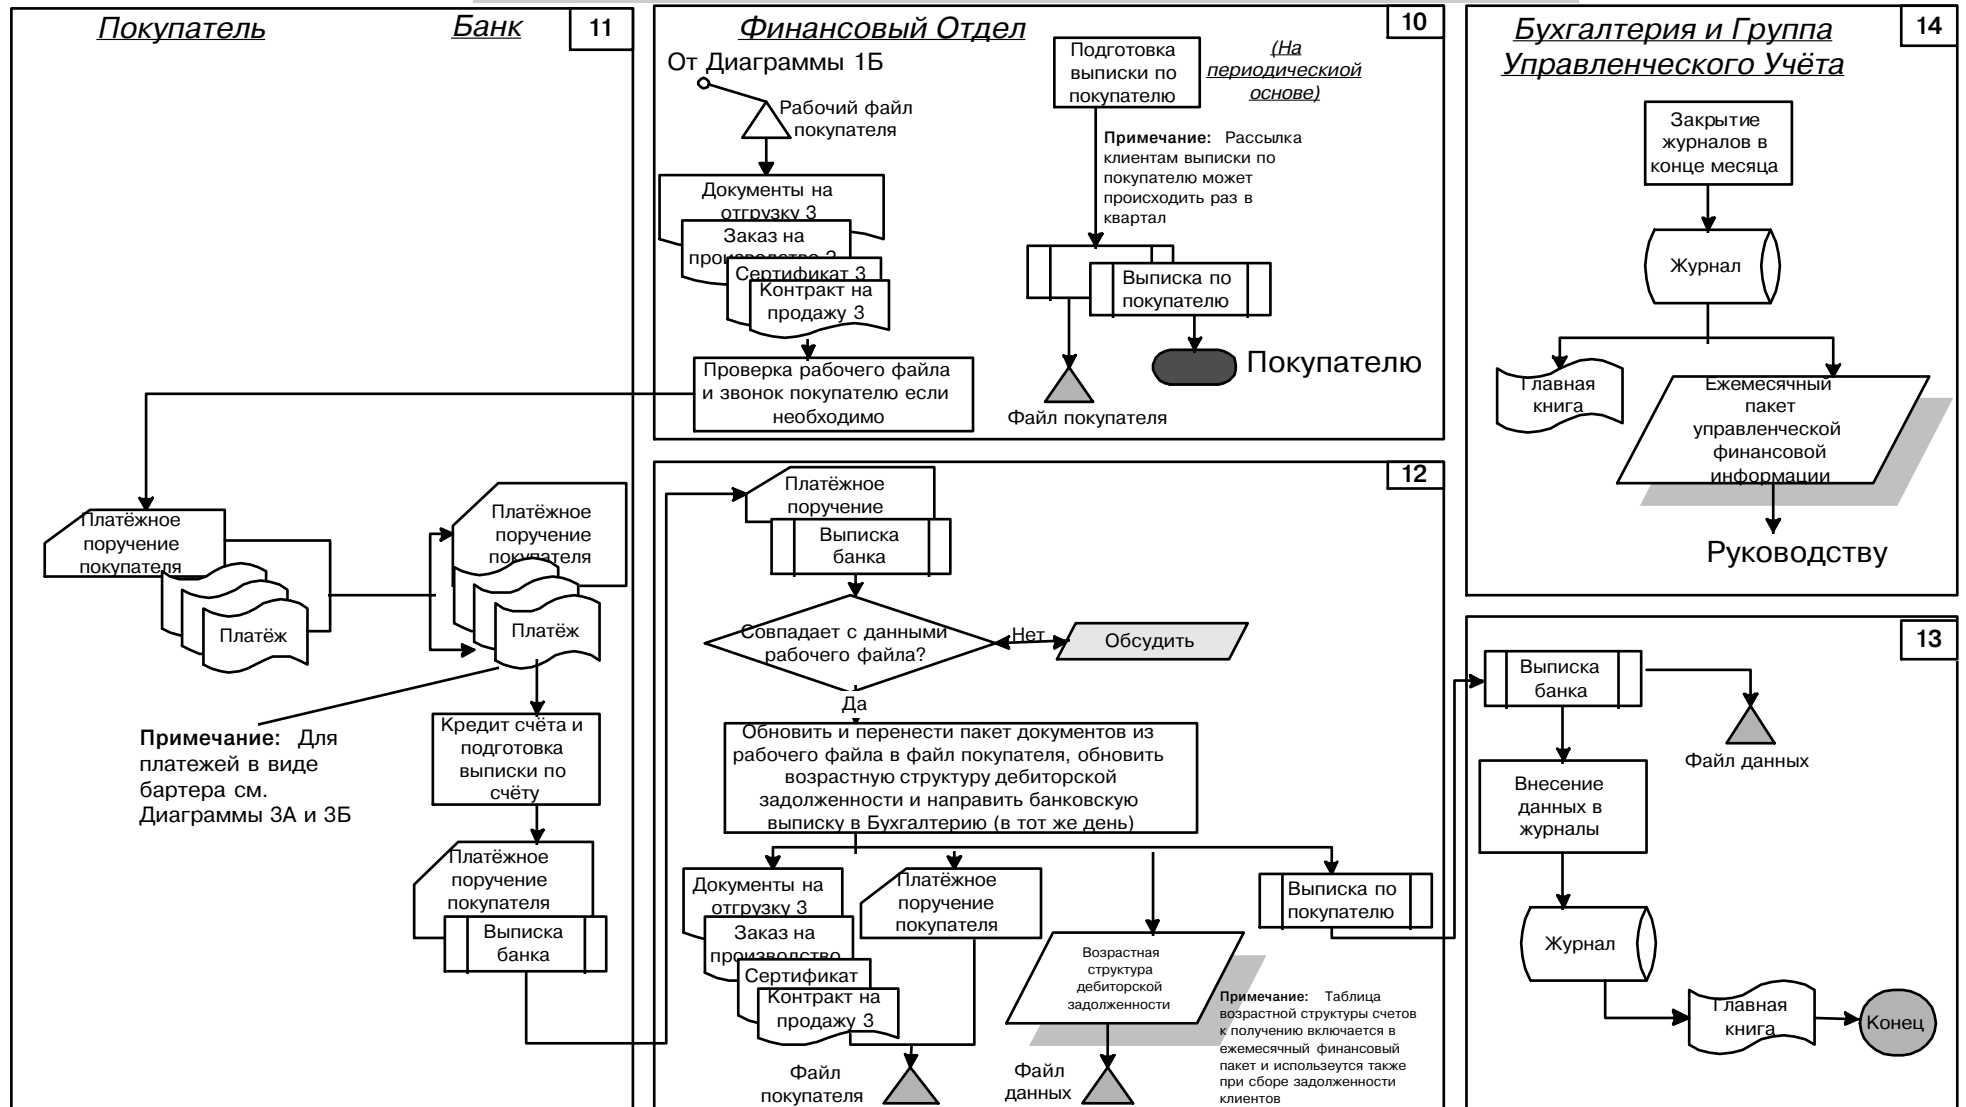 Покупатель
Банк
11
Платёжное
поручение
покупателя
Платёж
Платёжное
поручение
покупателя
Платёж
Примечание: Для
платежей в виде
бартера см.
Диаграммы 3А и 3Б
Кредит счёта и
подготовка
выписки по
счёту
Платёжное
поручение
покупателя
Выписка
банка
Финансовый Отдел
10
От Диаграммы 1Б
Рабочий файл
покупателя
Документы на
отгрузку 3
Заказ на
производство 3
Сертификат 3
Контракт на
продажу 3
Проверка рабочего файла
и звонок покупателю если
необходимо
Подготовка
выписки по
покупателю
(На
периодическиой
основе)
Примечание: Рассылка
клиентам выписки по
покупателю может
происходить раз в
квартал
Выписка по
покупателю
Покупателю
Файл покупателя
12
Платёжное
поручение
Выписка
банка
Совпадает с данными
рабочего файла?
Нет
Обсудить
Да
Обновить и перенести пакет документов из
рабочего файла в файл покупателя, обновить
возрастную структуру дебиторской
задолженности и направить банковскую
выписку в Бухгалтерию (в тот же день)
Документы на
отгрузку 3
Заказ на
производство
Сертификат
Контракт на
продажу 3
Платёжное
поручение
покупателя
Файл
покупателя
Возрастная
структура
дебиторской
задолженности
Файл
данных
Выписка по
покупателю
Примечание: Таблица
возрастной структуры счетов
к получению включается в
ежемесячный финансовый
пакет и использеутся также
при сборе задолженности
клиентов
Бухгалтерия и Группа
Управленческого Учёта
14
Закрытие
журналов в
конце месяца
Журнал
Главная
книга
Ежемесячный
пакет
управленческой
финансовой
информации
Руководству
13
Выписка
банка
Файл данных
Внесение
данных в
журналы
Журнал
Главная
книга
Конец